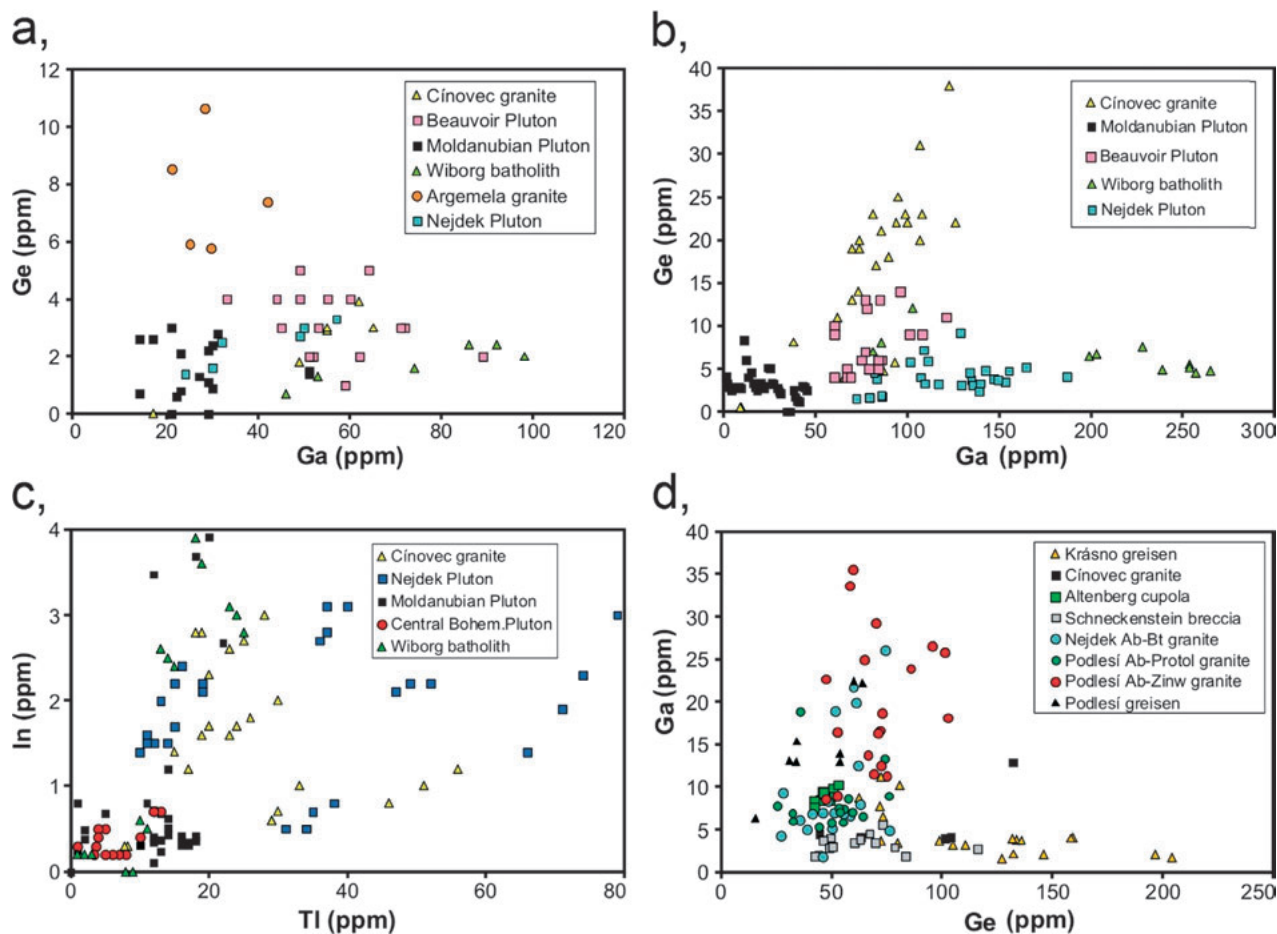 a,
12
10
8
6
4
2
0
Ge (ppm)
20
40
60
80
100
120
Ga (ppm)
Cínovec granite
Beauvoir Pluton
Moldanubian Pluton
Wiborg batholith
Argemela granite
Nejdek Pluton
b,
40
35
30
25
20
15
10
5
0
Ge (ppm)
0
50
100
150
200
250
300
Ga (ppm)
Cínovec granite
Moldanubian Pluton
Beauvoir Pluton
Wiborg batholith
Nejdek Pluton
c,
4
3
2
1
0
In (ppm)
0
20
40
60
80
Tl (ppm)
Cínovec granite
Nejdek Pluton
Moldanubian Pluton
Central Bohem.Pluton
Wiborg batholith
d,
40
35
30
25
20
15
10
5
0
Ga (ppm)
0
50
100
150
200
250
Ge (ppm)
Krásno greisen
Cínovec granite
Altenberg cupola
Schneckenstein breccia
Nejdek Ab-Bt granite
Podlesí Ab-Protol granite
Podlesí Ab-Zinw granite
Podlesí greisen